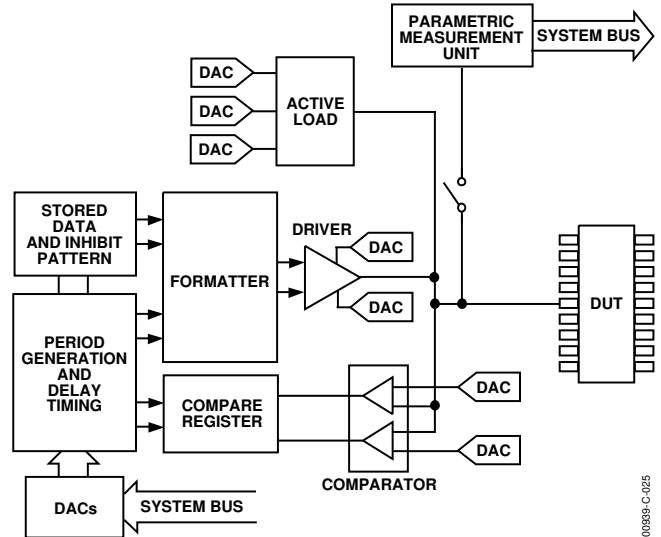 PARAMETRIC
MEASUREMENT
UNIT
SYSTEM BUS
DAC
DAC
DAC
ACTIVE
LOAD
STORED
DATA
AND INHIBIT
PATTERN
FORMATTER
DRIVER
DAC
DAC
DUT
PERIOD
GENERATION
AND
DELAY
TIMING
COMPARE
REGISTER
DAC
DAC
COMPARATOR
DACs
SYSTEM BUS
00939-C-025